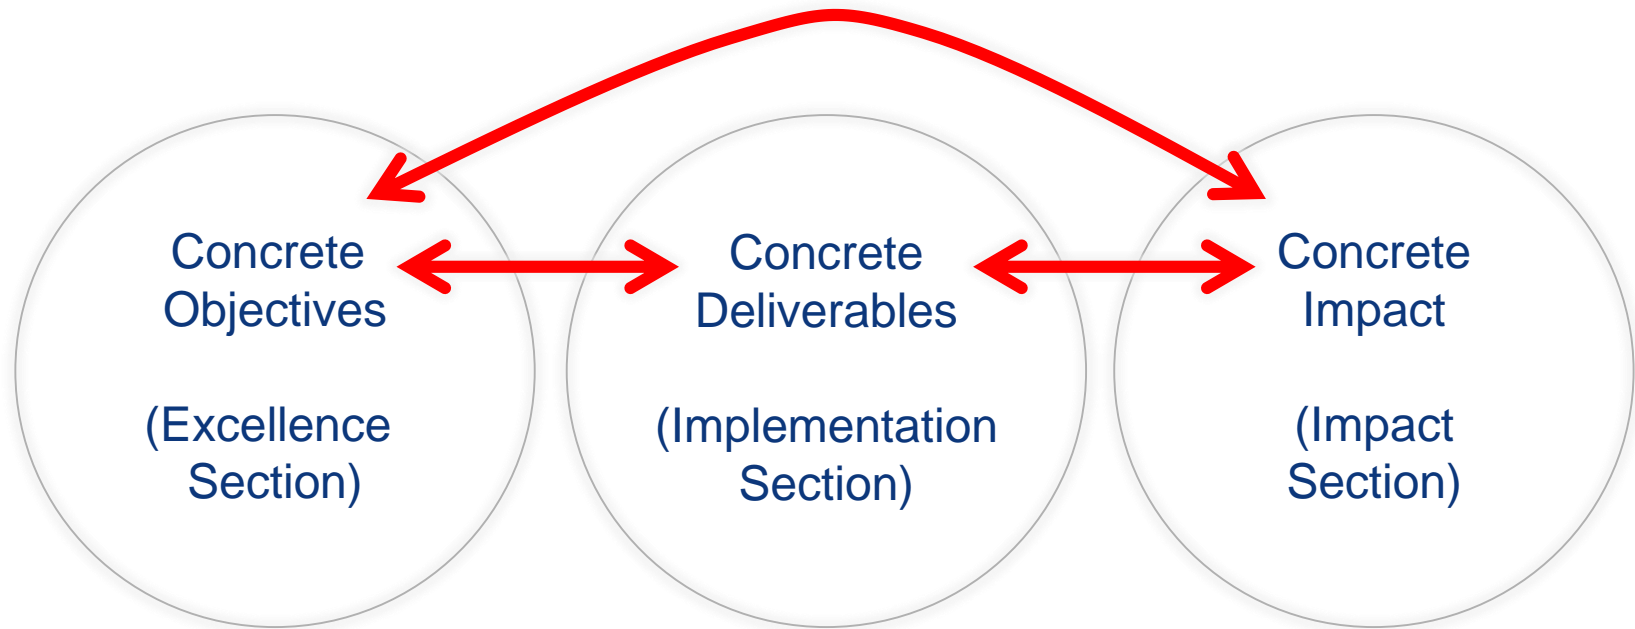 Concrete
Objectives
(Excellence
Section)
Concrete
Deliverables
(Implementation
Section)
Concrete
Impact
(Impact
Section)